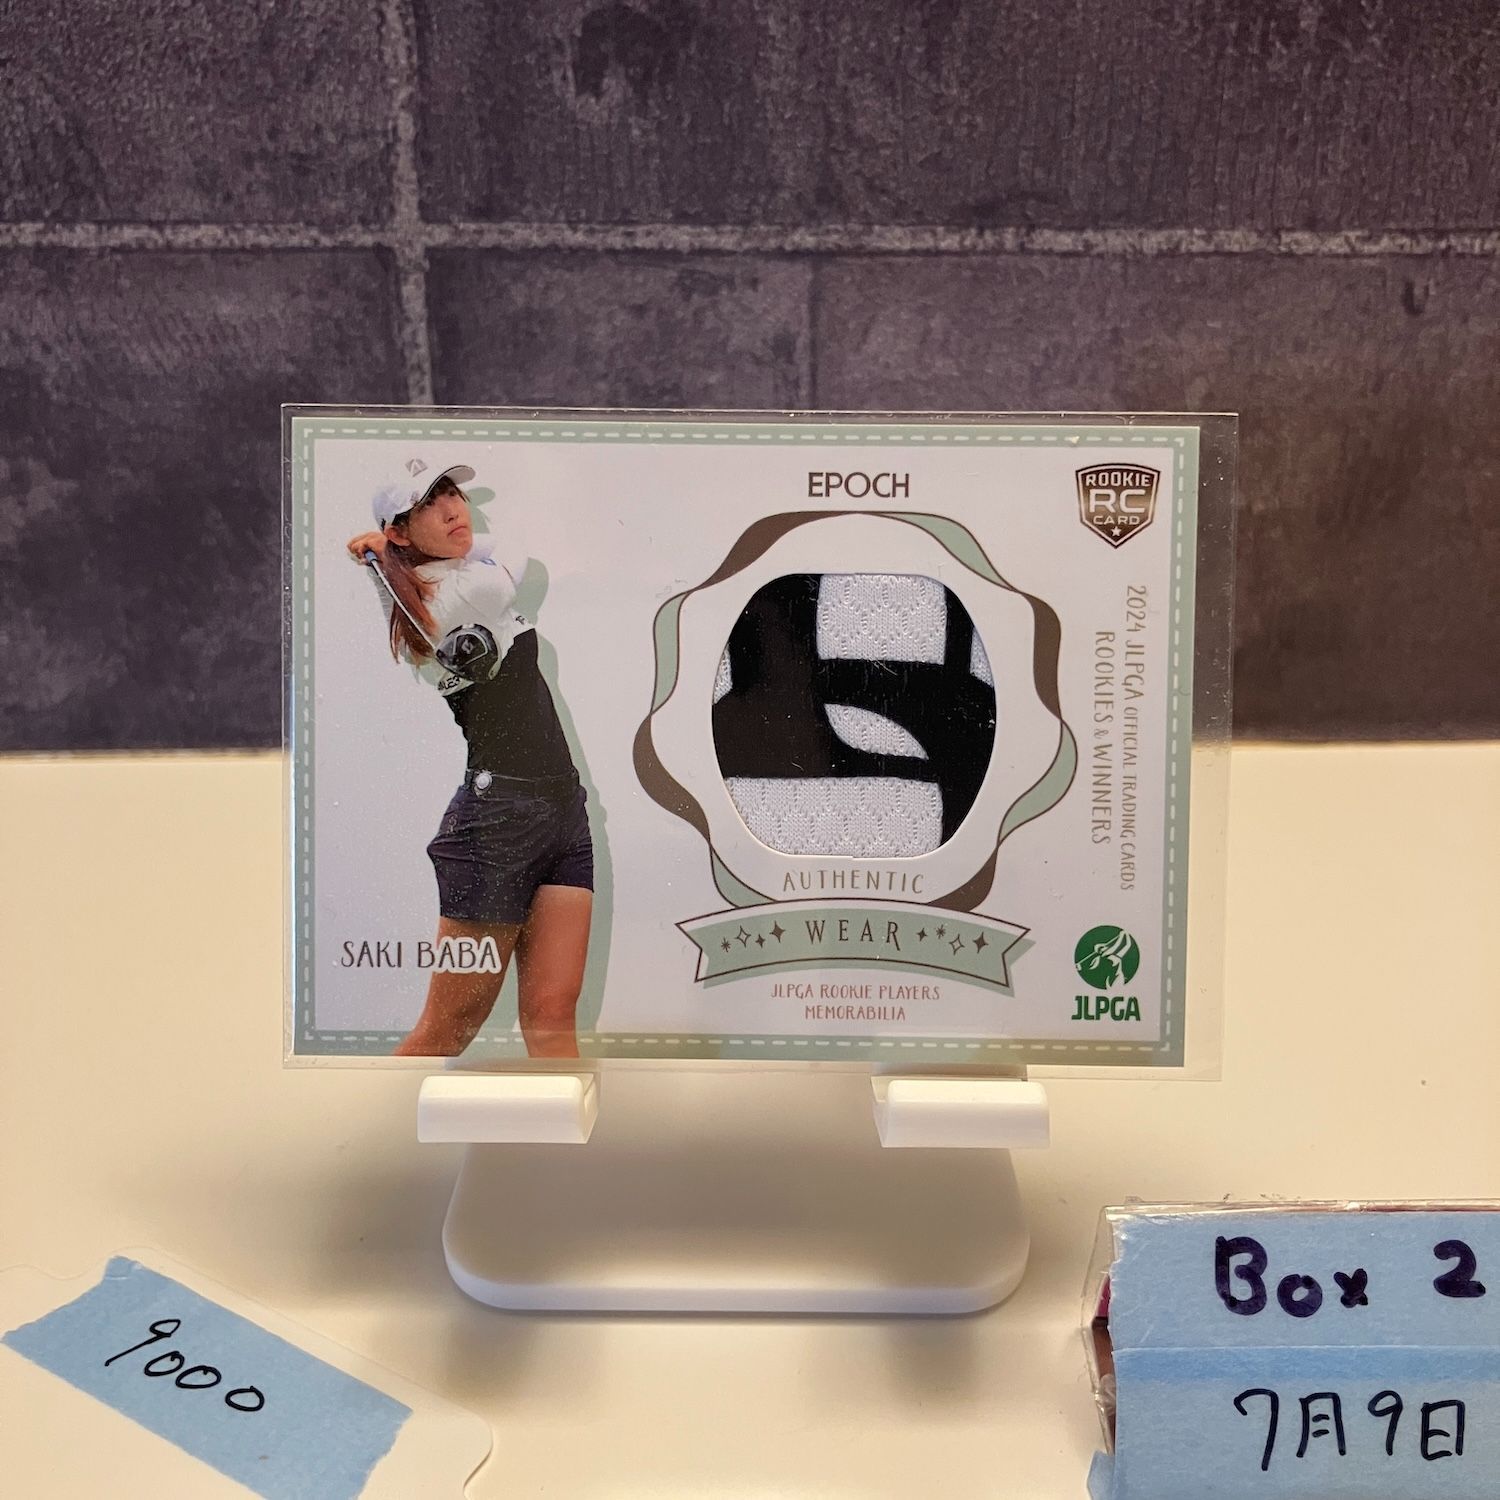 EPOCH
ROOKIE
RC
CARD
2024 JLPGA OFFICIAL TRADING CARDS
ROOKIES & WINNERS
AUTHENTIC
WEAR
JLPGA ROOKIE PLAYERS
MEMORABILIA
SAKI BABA
JLPGA
9000
Box 2
7月9日